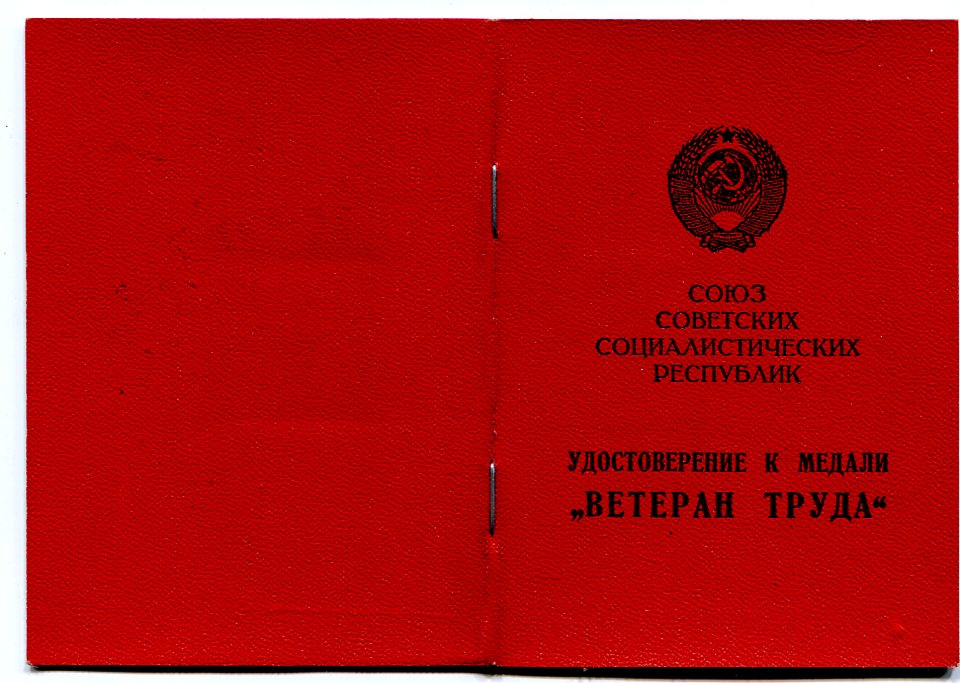 СОЮЗ
СОВЕТСКИХ
СОЦИАЛИСТИЧЕСКИХ
РЕСПУБЛИК
УДОСТОВЕРЕНИЕ К МЕДАЛИ
„ВЕТЕРАН ТРУДА“